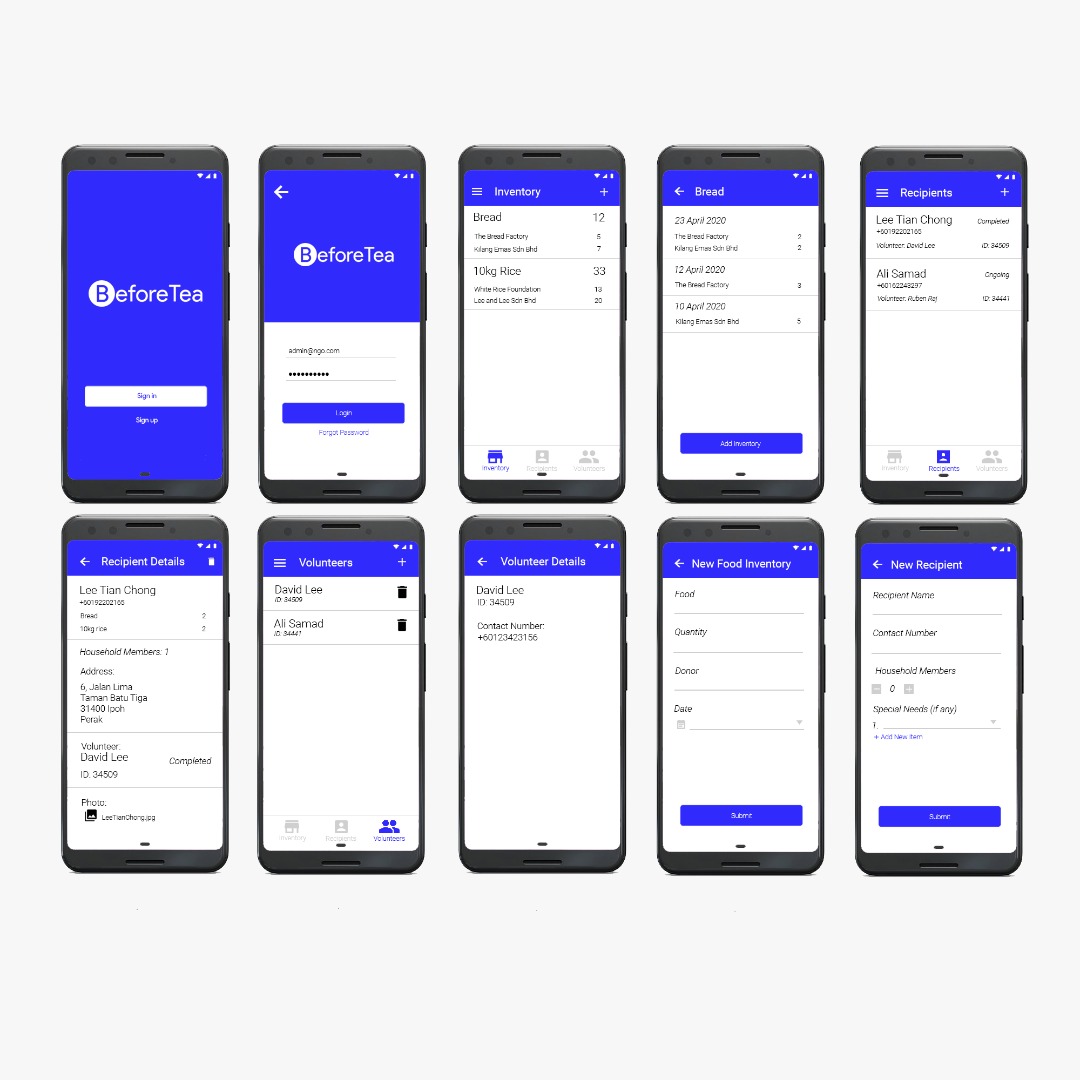 BeforeTea
Sign in
Sign up
BeforeTea
admin@ngo.com
Login
Forgot Password
Inventory +
Bread 12
The Bread Factory 5
Kilang Emas Sdn Bhd 7
10kg Rice 33
White Rice Foundation 13
Lee and Lee Sdn Bhd 20
Inventory Recipients Volunteers
Bread
23 April 2020
The Bread Factory 2
Kilang Emas Sdn Bhd 2
12 April 2020
The Bread Factory 3
10 April 2020
Kilang Emas Sdn Bhd 5
Add Inventory
Recipients +
Lee Tian Chong Completed
+60192202165
Volunteer: David Lee ID: 34509
Ali Samad Ongoing
+60162243297
Volunteer: Ruben Raj ID: 34441
Inventory Recipients Volunteers
Recipient Details
Lee Tian Chong
+60192202165
Bread 2
10kg rice 2
Household Members: 1
Address:
6, Jalan Lima
Taman Batu Tiga
31400 Ipoh
Perak
Volunteer:
David Lee Completed
ID: 34509
Photo:
LeeTianChong.jpg
Volunteers +
David Lee
ID: 34509
Ali Samad
ID: 34441
Inventory Recipients Volunteers
Volunteer Details
David Lee
ID: 34509
Contact Number:
+60123423156
New Food Inventory
Food
Quantity
Donor
Date
Submit
New Recipient
Recipient Name
Contact Number
Household Members
0
Special Needs (if any)
1.
+ Add New Item
Submit